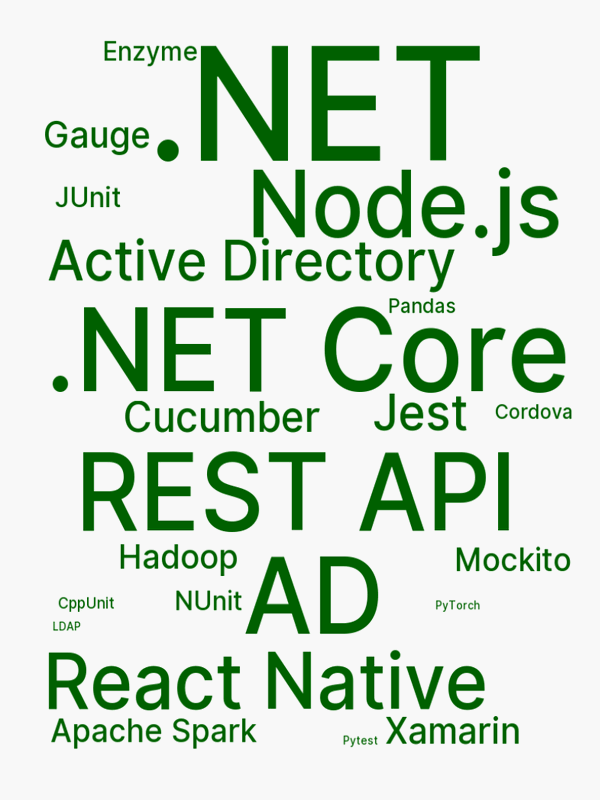 Enzyme
.NET
Gauge
JUnit
Node.js
Active Directory
Pandas
.NET Core
Cucumber
Jest
Cordova
REST API
Hadoop
Mockito
AD
CppUnit
NUnit
PyTorch
LDAP
React Native
Apache Spark
Pytest
Xamarin